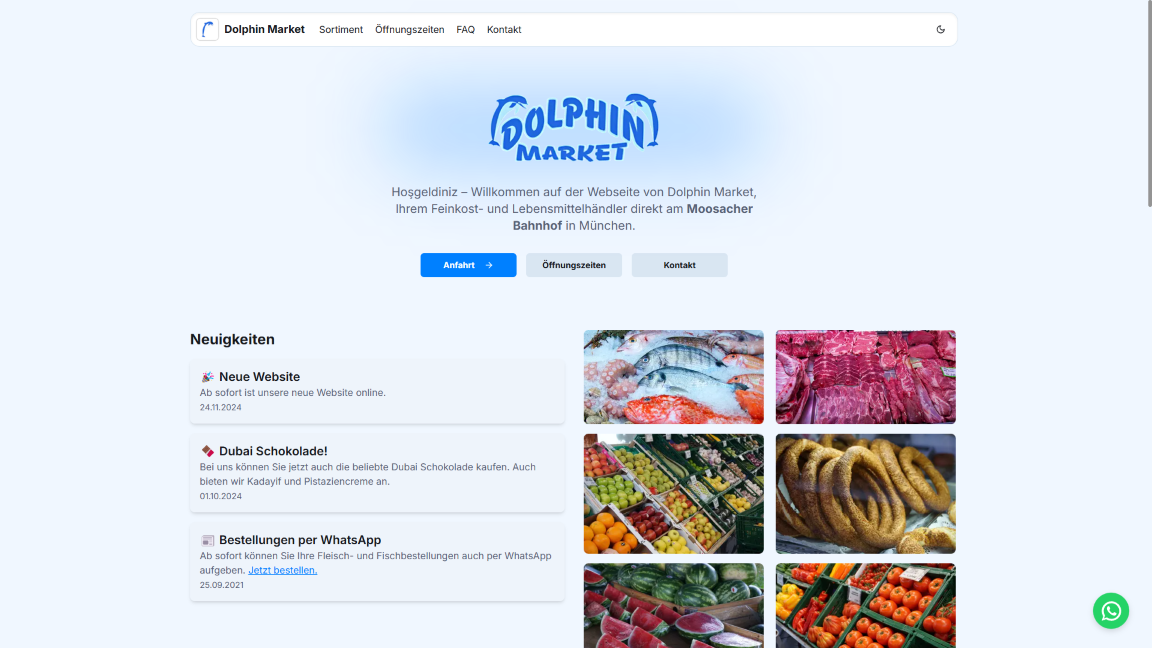 Dolphin Market Sortiment Öffnungszeiten FAQ Kontakt
DOLPHIN
MARKET
Hoşgeldiniz – Willkommen auf der Webseite von Dolphin Market,
Ihrem Feinkost- und Lebensmittelhändler direkt am Moosacher
Bahnhof in München.
Anfahrt → Öffnungszeiten Kontakt
Neuigkeiten
🎉 Neue Website
Ab sofort ist unsere neue Website online.
24.11.2024
🍫 Dubai Schokolade!
Bei uns können Sie jetzt auch die beliebte Dubai Schokolade kaufen. Auch
bieten wir Kadayif und Pistaziencreme an.
01.10.2024
📰 Bestellungen per WhatsApp
Ab sofort können Sie Ihre Fleisch- und Fischbestellungen auch per WhatsApp
aufgeben. Jetzt bestellen.
25.09.2021